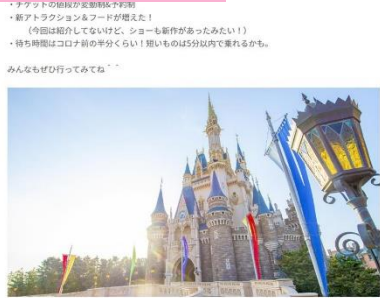 ・チケットの値段が変動制&予約制
・新アトラクション＆フードが増えた！
（今回は紹介してないけど、ショーも新作があったみたい！）
・待ち時間はコロナ前の半分くらい！短いものは5分以内で乗れるかも。
みんなもぜひ行ってみてね＾＾